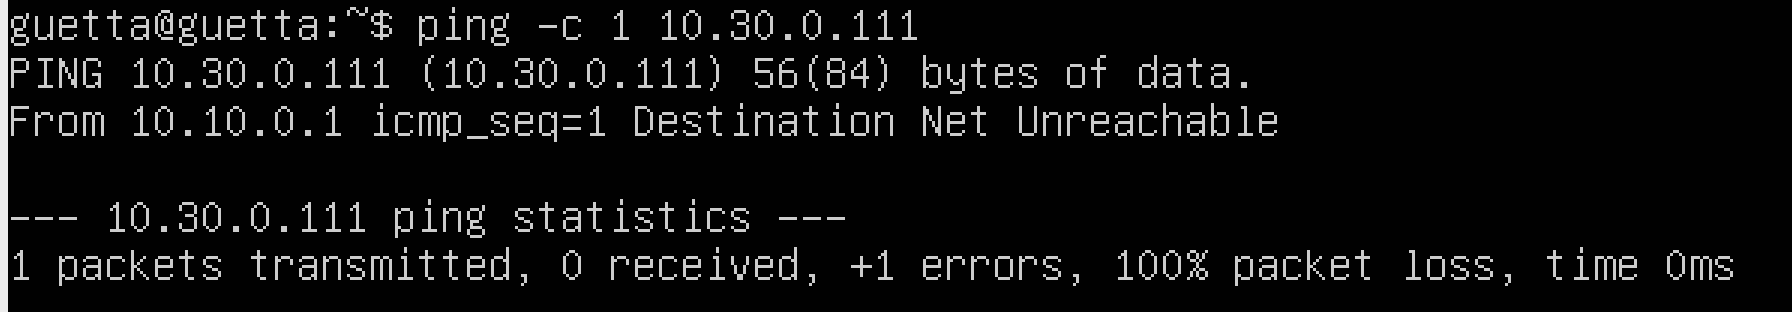 guetta@guetta:~$ ping -c 1 10.30.0.111
PING 10.30.0.111 (10.30.0.111) 56(84) bytes of data.
From 10.10.0.1 icmp_seq=1 Destination Net Unreachable
--- 10.30.0.111 ping statistics ---
1 packets transmitted, 0 received, +1 errors, 100% packet loss, time 0ms